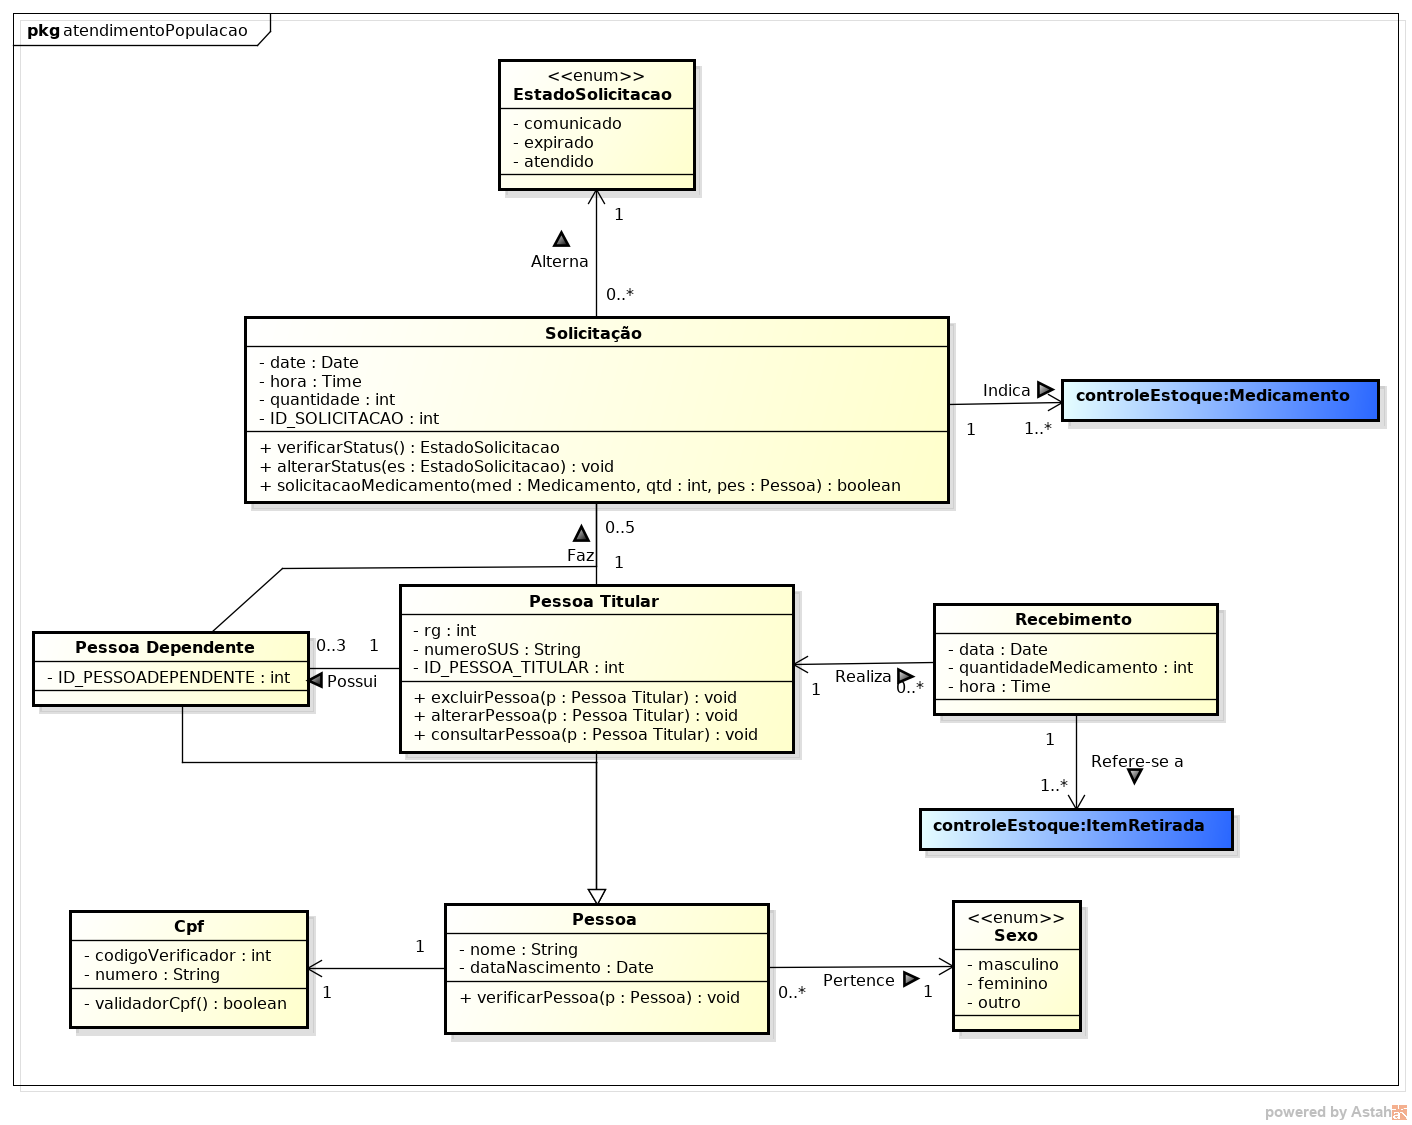 pkg atendimentoPopulacao
<<enum>>
EstadoSolicitacao
- comunicado
- expirado
- atendido
1
Alterna
0..*
Solicitação
- date : Date
- hora : Time
- quantidade : int
- ID_SOLICITACAO : int
+ verificarStatus() : EstadoSolicitacao
+ alterarStatus(es : EstadoSolicitacao) : void
+ solicitacaoMedicamento(med : Medicamento, qtd : int, pes : Pessoa) : boolean
Indica
1
1..*
controleEstoque:Medicamento
0..5
Faz
1
Pessoa Dependente
- ID_PESSOADEPENDENTE : int
0..3
1
Possui
Pessoa Titular
- rg : int
- numeroSUS : String
- ID_PESSOA_TITULAR : int
+ excluirPessoa(p : Pessoa Titular) : void
+ alterarPessoa(p : Pessoa Titular) : void
+ consultarPessoa(p : Pessoa Titular) : void
1
Realiza
0..*
Recebimento
- data : Date
- quantidadeMedicamento : int
- hora : Time
1
Refere-se a
1..*
controleEstoque:ItemRetirada
Cpf
- codigoVerificador : int
- numero : String
- validadorCpf() : boolean
1
1
Pessoa
- nome : String
- dataNascimento : Date
+ verificarPessoa(p : Pessoa) : void
0..*
Pertence
1
<<enum>>
Sexo
- masculino
- feminino
- outro
powered by Astah